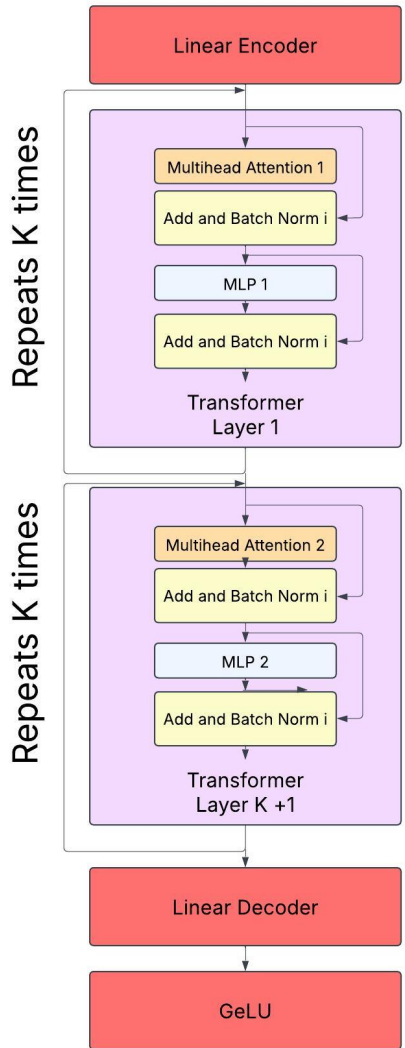 Linear Encoder
Repeats K times
Multihead Attention 1
Add and Batch Norm i
MLP 1
Add and Batch Norm i
Transformer
Layer 1
Repeats K times
Multihead Attention 2
Add and Batch Norm i
MLP 2
Add and Batch Norm i
Transformer
Layer K +1
Linear Decoder
GeLU